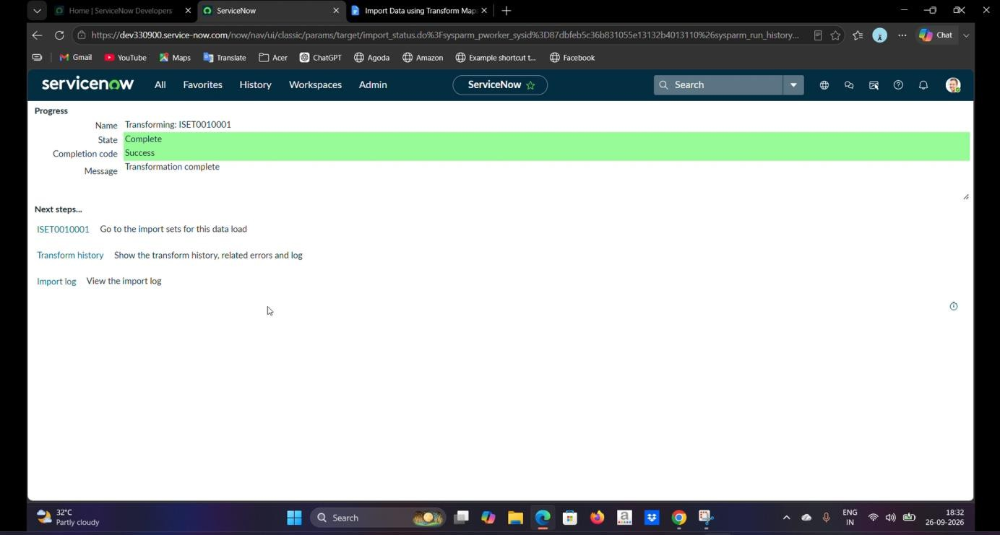 Home | ServiceNow Developers
ServiceNow
Import Data using Transform Map
https://dev330900.service-now.com/now/nav/ui/classic/params/target/import_status.do%3Fsysparm_pworker_sysid%3D87dbfeb5c36b831055e13132b4013110%26sysparm_run_history...
Chat
Gmail
YouTube
Maps
Translate
Acer
ChatGPT
Agoda
Amazon
Example shortcut t...
Facebook
servicenow
All
Favorites
History
Workspaces
Admin
ServiceNow
Search
Progress
Name Transforming: ISET0010001
State Complete
Completion code Success
Message Transformation complete
Next steps...
ISET0010001 Go to the import sets for this data load
Transform history Show the transform history, related errors and log
Import log View the import log
32°C
Partly cloudy
Search
a
ENG
IN
18:32
26-09-2026